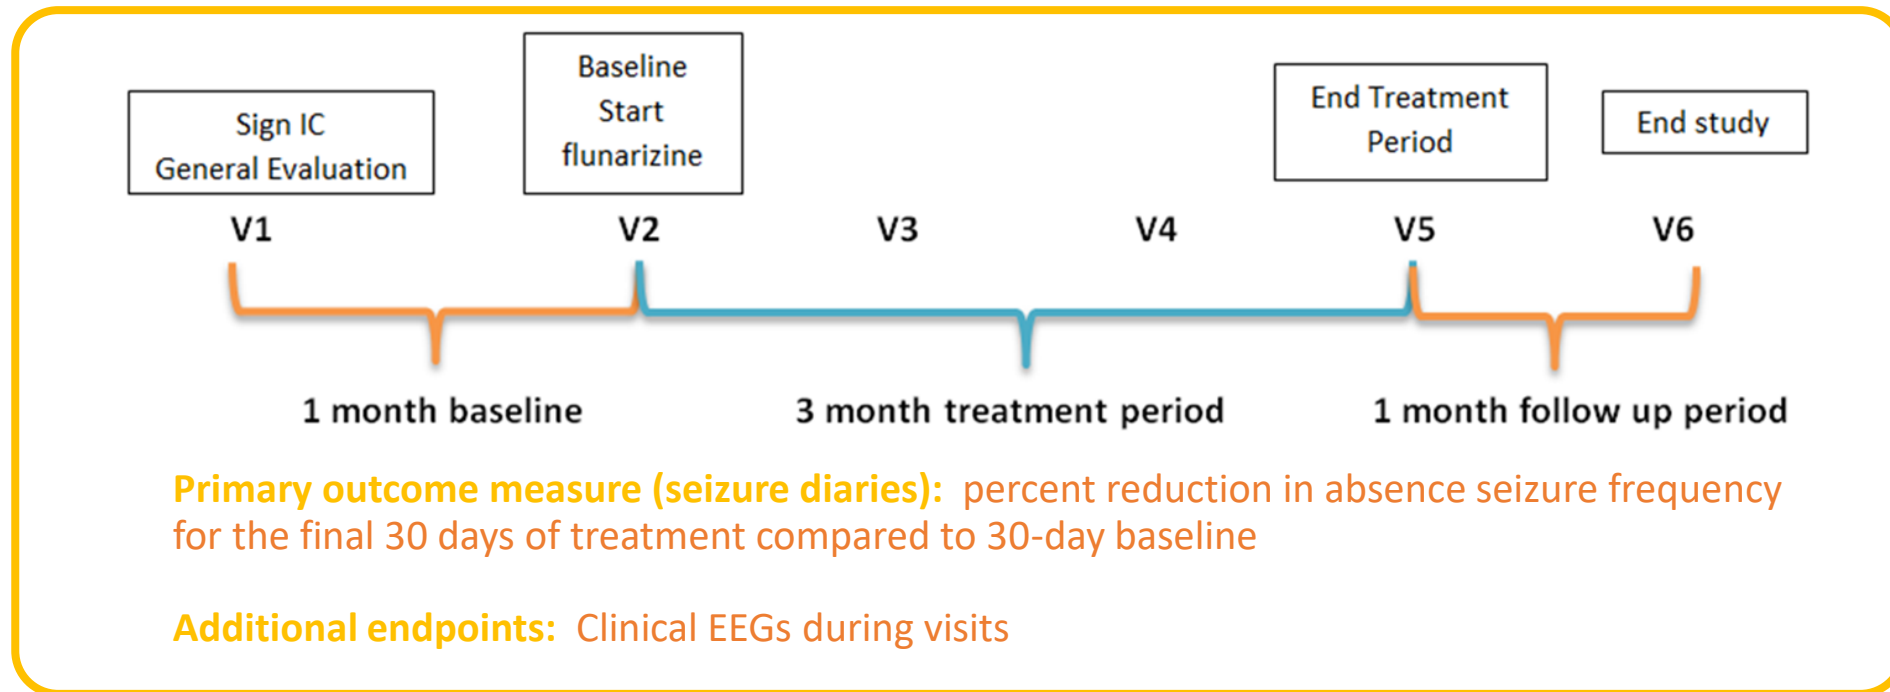 Sign IC
General Evaluation
Baseline
Start
flunarizine
End Treatment
Period
End study
V1 V2 V3 V4 V5 V6
1 month baseline 3 month treatment period 1 month follow up period
Primary outcome measure (seizure diaries): percent reduction in absence seizure frequency
for the final 30 days of treatment compared to 30-day baseline
Additional endpoints: Clinical EEGs during visits